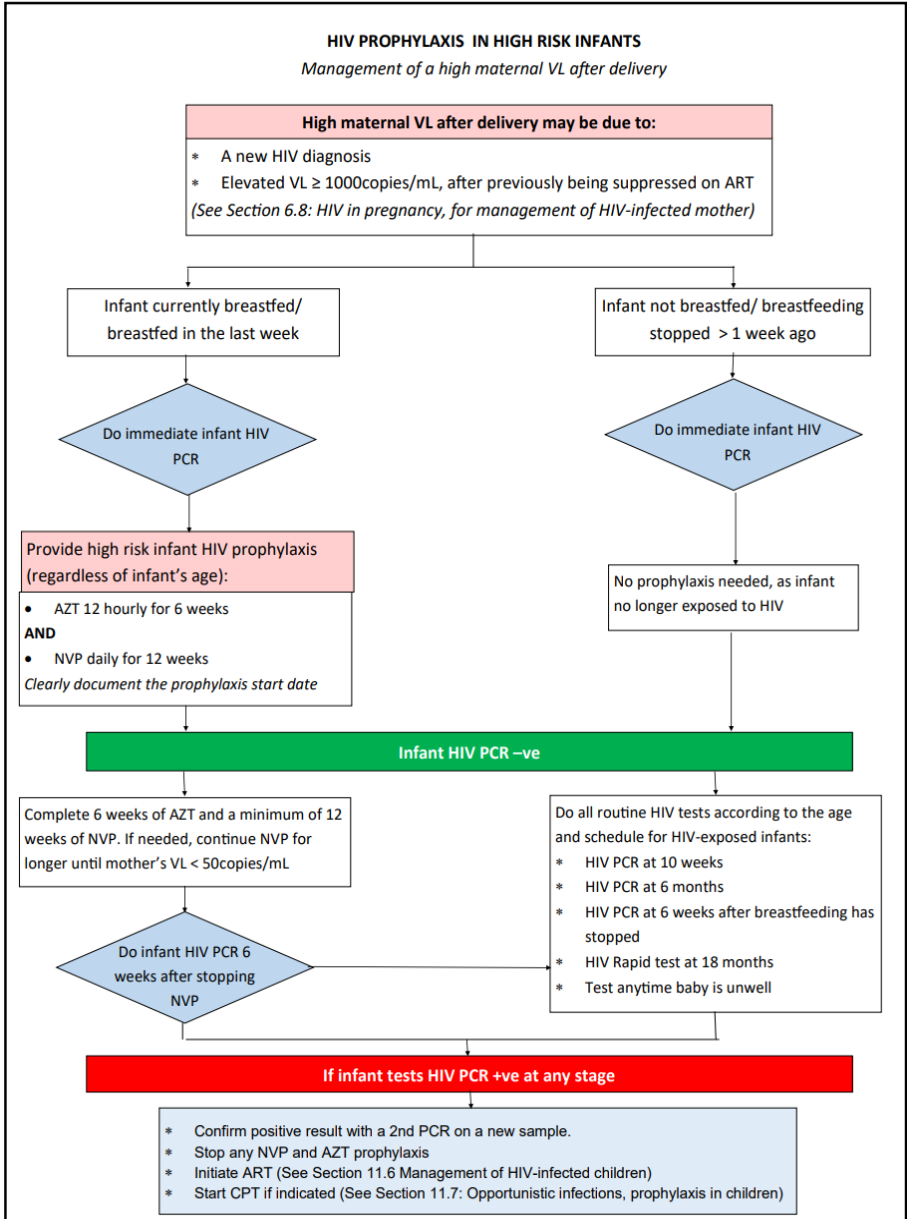 HIV PROPHYLAXIS IN HIGH RISK INFANTS
Management of a high maternal VL after delivery
High maternal VL after delivery may be due to:
* A new HIV diagnosis
* Elevated VL ≥ 1000copies/mL, after previously being suppressed on ART
(See Section 6.8: HIV in pregnancy, for management of HIV-infected mother)
Infant currently breastfed/
breastfed in the last week
Infant not breastfed/ breastfeeding
stopped > 1 week ago
Do immediate infant HIV
PCR
Do immediate infant HIV
PCR
Provide high risk infant HIV prophylaxis
(regardless of infant's age):
• AZT 12 hourly for 6 weeks
AND
• NVP daily for 12 weeks
Clearly document the prophylaxis start date
No prophylaxis needed, as infant
no longer exposed to HIV
Infant HIV PCR –ve
Complete 6 weeks of AZT and a minimum of 12
weeks of NVP. If needed, continue NVP for
longer until mother's VL < 50copies/mL
Do infant HIV PCR 6
weeks after stopping
NVP
Do all routine HIV tests according to the age
and schedule for HIV-exposed infants:
* HIV PCR at 10 weeks
* HIV PCR at 6 months
* HIV PCR at 6 weeks after breastfeeding has
stopped
* HIV Rapid test at 18 months
* Test anytime baby is unwell
If infant tests HIV PCR +ve at any stage
* Confirm positive result with a 2nd PCR on a new sample.
* Stop any NVP and AZT prophylaxis
* Initiate ART (See Section 11.6 Management of HIV-infected children)
* Start CPT if indicated (See Section 11.7: Opportunistic infections, prophylaxis in children)